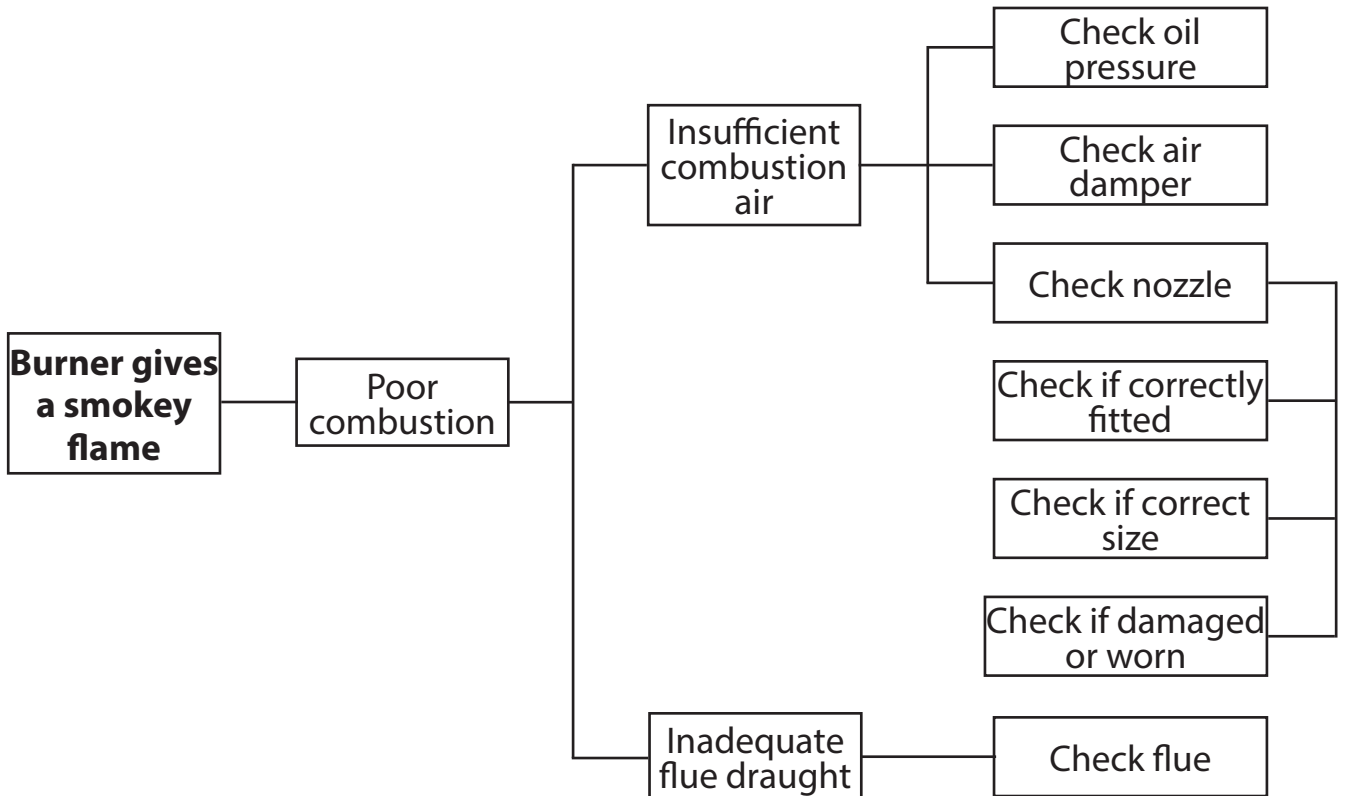 Burner gives
a smokey
flame
Poor
combustion
Insufficient
combustion
air
Check oil
pressure
Check air
damper
Check nozzle
Check if correctly
fitted
Check if correct
size
Check if damaged
or worn
Inadequate
flue draught
Check flue